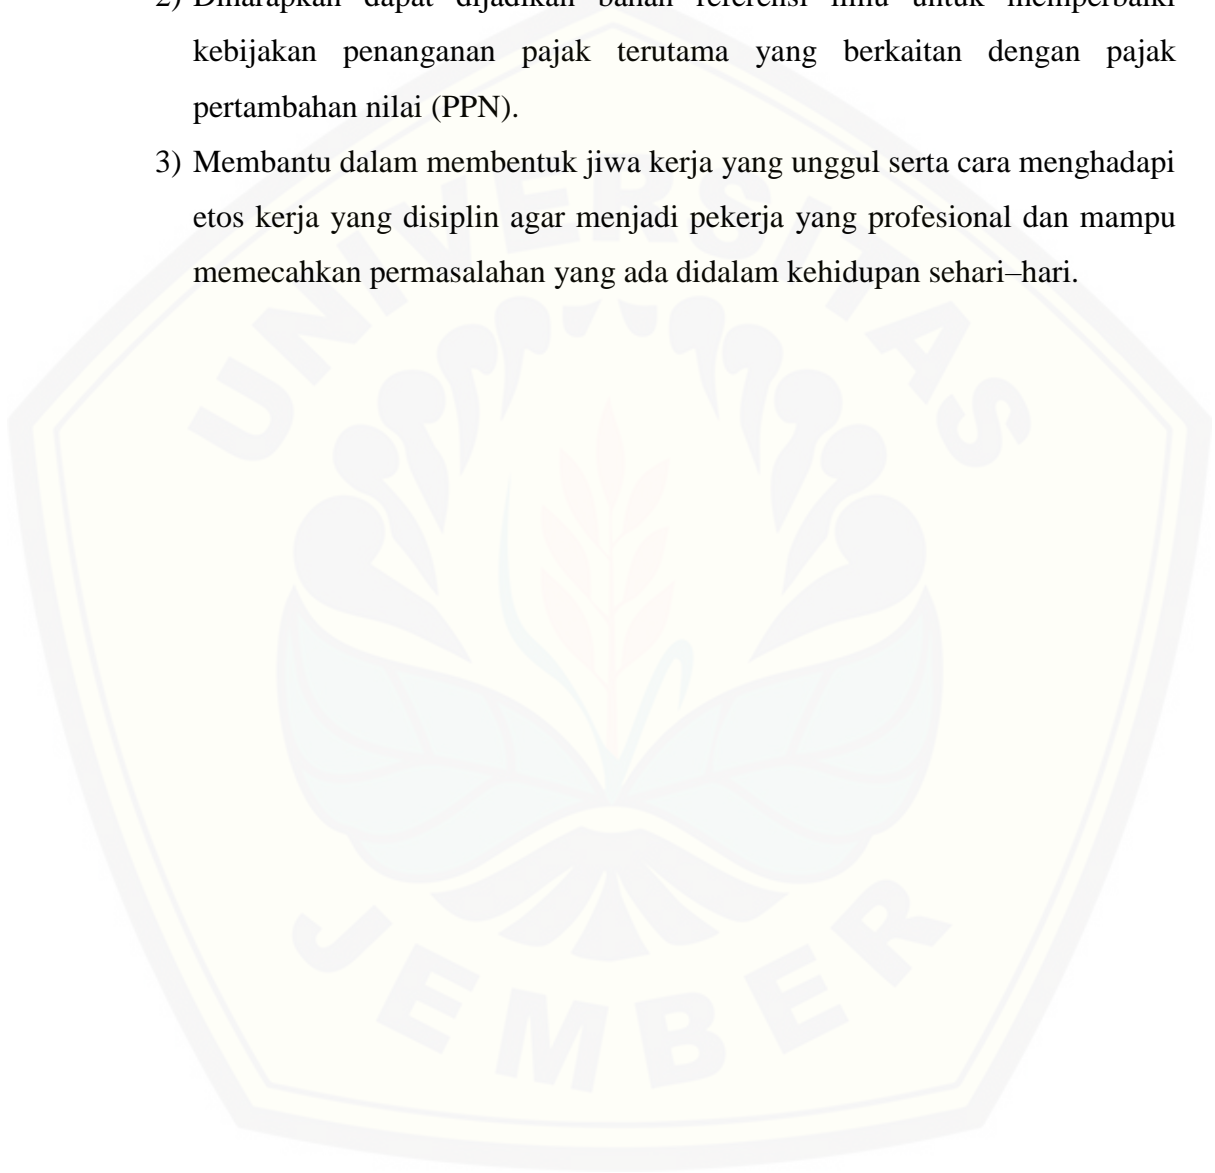 2) Diharapkan dapat dijadikan bahan referensi ilmu untuk memperbaiki
kebijakan penanganan pajak terutama yang berkaitan dengan pajak
pertambahan nilai (PPN).
3) Membantu dalam membentuk jiwa kerja yang unggul serta cara menghadapi
etos kerja yang disiplin agar menjadi pekerja yang profesional dan mampu
memecahkan permasalahan yang ada didalam kehidupan sehari–hari.
UNIVERSITAS
JEMBER